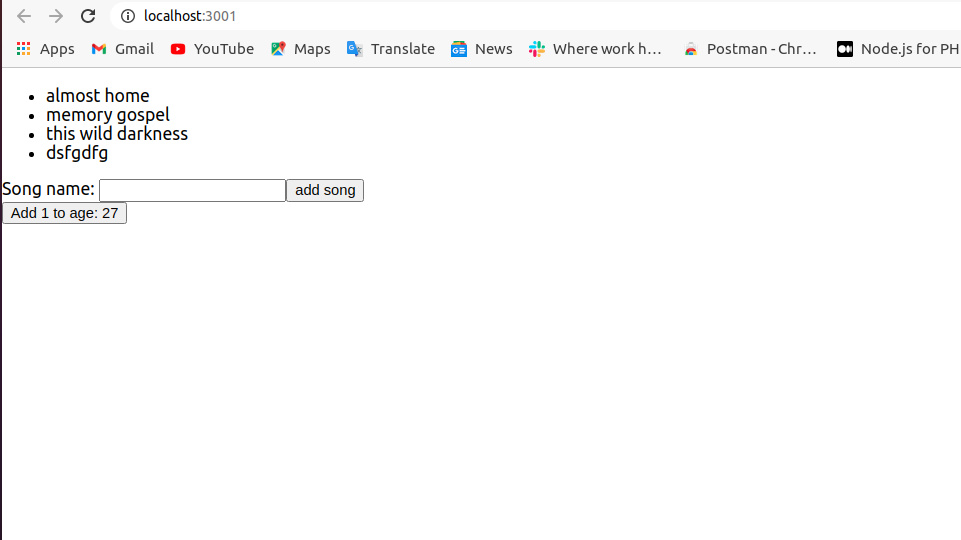 localhost:3001
Apps Gmail YouTube Maps Translate News Where work h… Postman - Chr… Node.js for PH
almost home
memory gospel
this wild darkness
dsfgdfg
Song name: add song
Add 1 to age: 27